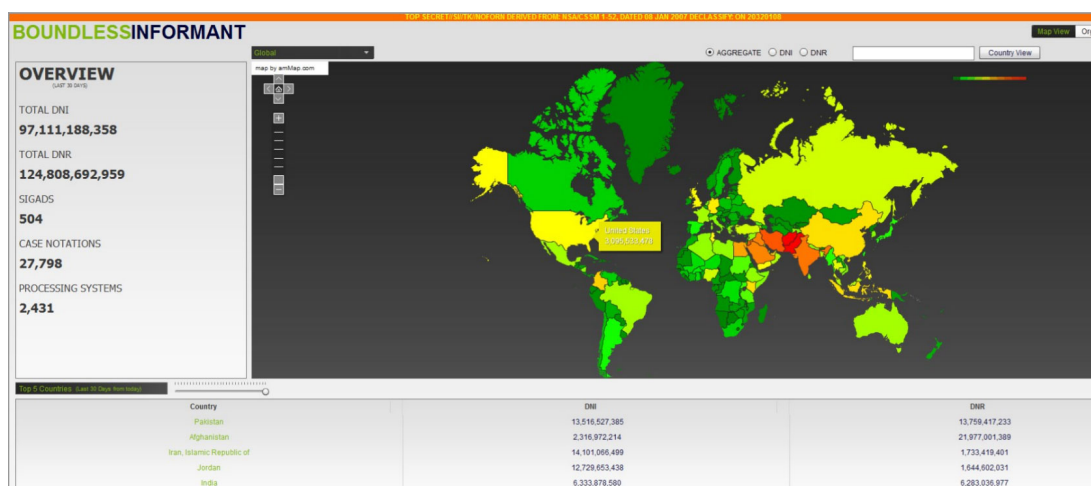 TOP SECRET//SI//TK//NOFORN DERIVED FROM: NSA/CSSM 1-52, DATED 08 JAN 2007 DECLASSIFY: ON 20320108
BOUNDLESSINFORMANT
Map View
Global
AGGREGATE DNI DNR
Country View
map by amMap.com
OVERVIEW
(LAST 30 DAYS)
TOTAL DNI
97,111,188,358
TOTAL DNR
124,808,692,959
SIGADS
504
CASE NOTATIONS
27,798
PROCESSING SYSTEMS
2,431
United States
Top 5 Countries (Last 30 Days from today)
Country DNI DNR
Pakistan 13,516,527,385 13,759,417,233
Afghanistan 2,316,972,214 21,977,001,389
Iran, Islamic Republic of 14,101,066,499 1,733,419,401
Jordan 12,729,653,438 1,644,602,031
India 6,333,878,580 6,283,036,977